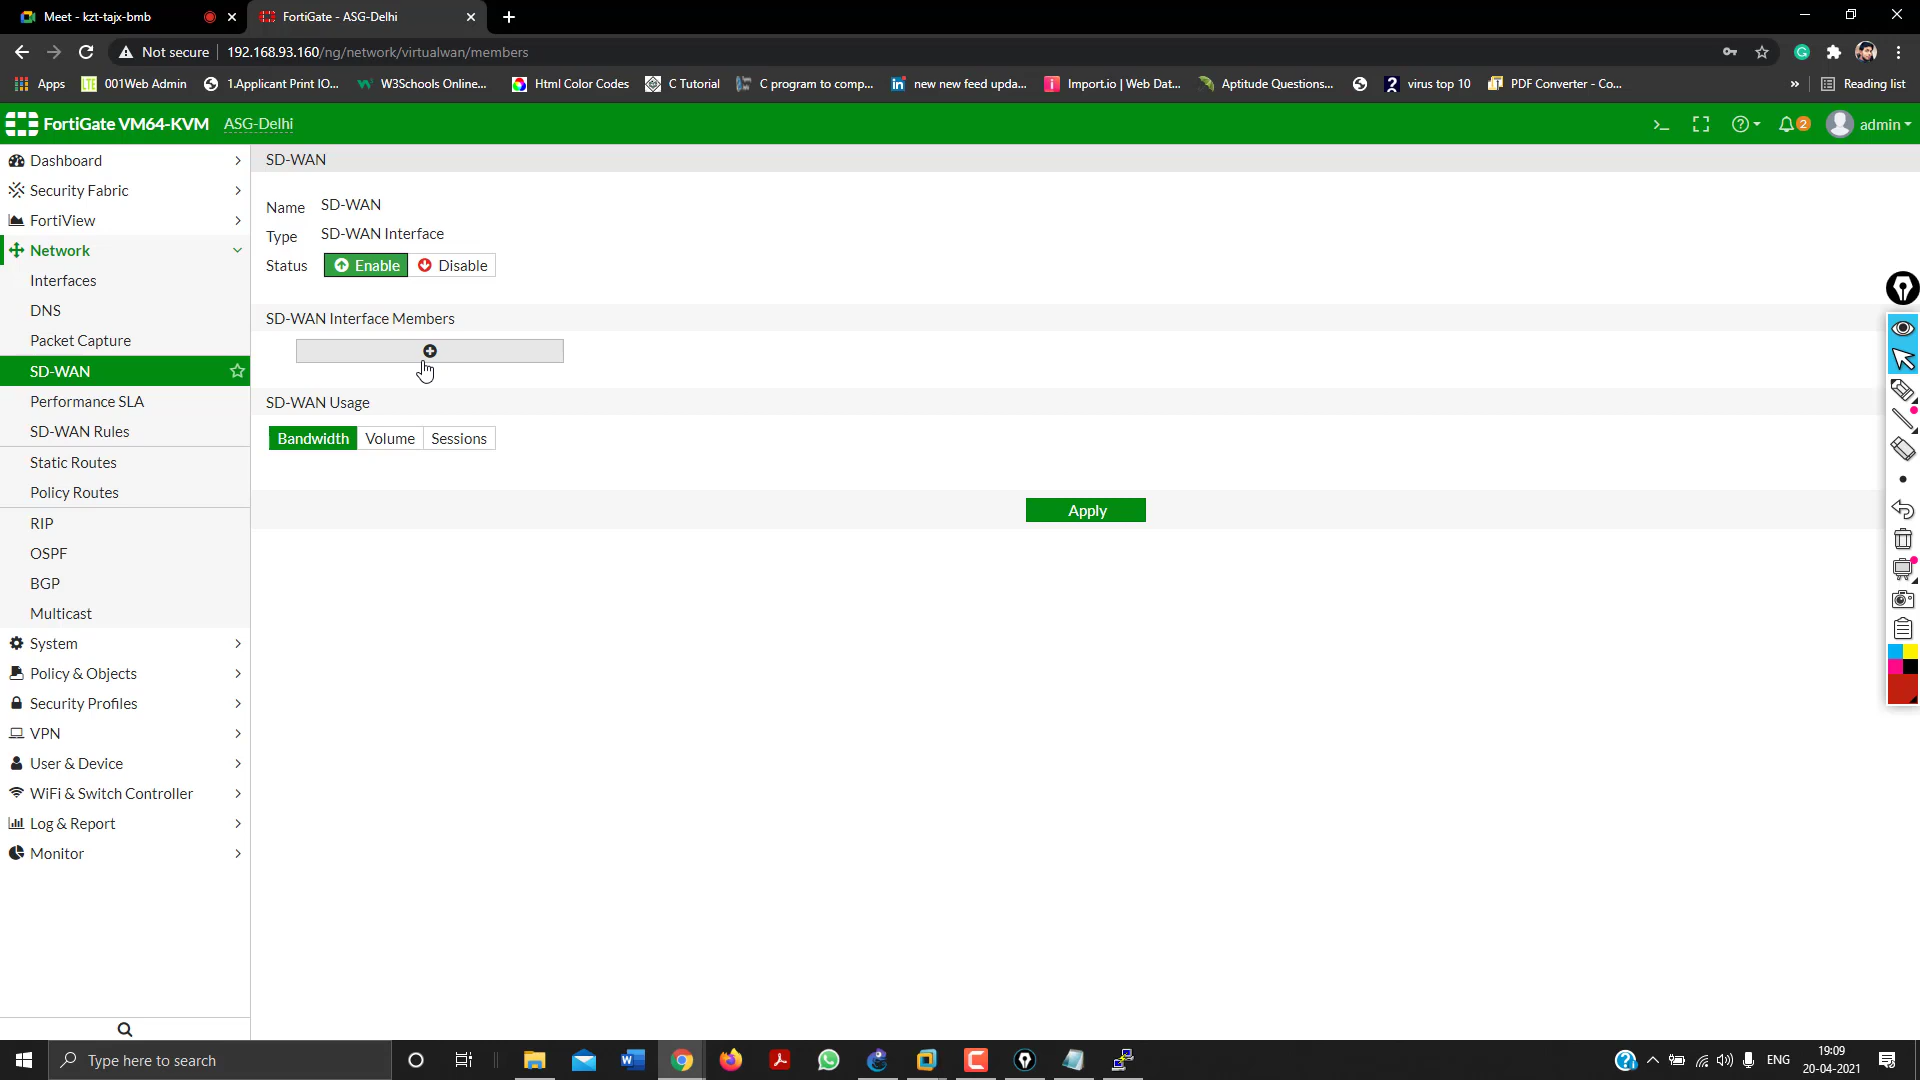 Meet - kzt-tajx-bmb
FortiGate - ASG-Delhi
Not secure 192.168.93.160/ng/network/virtualwan/members
Apps 001Web Admin 1.Applicant Print IO... W3Schools Online... Html Color Codes C Tutorial C program to comp... new new feed upda... Import.io | Web Dat... Aptitude Questions... virus top 10 PDF Converter - Co... » Reading list
FortiGate VM64-KVM ASG-Delhi >_ 2 admin
Dashboard
Security Fabric
FortiView
Network
Interfaces
DNS
Packet Capture
SD-WAN
Performance SLA
SD-WAN Rules
Static Routes
Policy Routes
RIP
OSPF
BGP
Multicast
System
Policy & Objects
Security Profiles
VPN
User & Device
WiFi & Switch Controller
Log & Report
Monitor
SD-WAN
Name SD-WAN
Type SD-WAN Interface
Status Enable Disable
SD-WAN Interface Members
SD-WAN Usage
Bandwidth Volume Sessions
Apply
Type here to search
ENG
19:09
20-04-2021